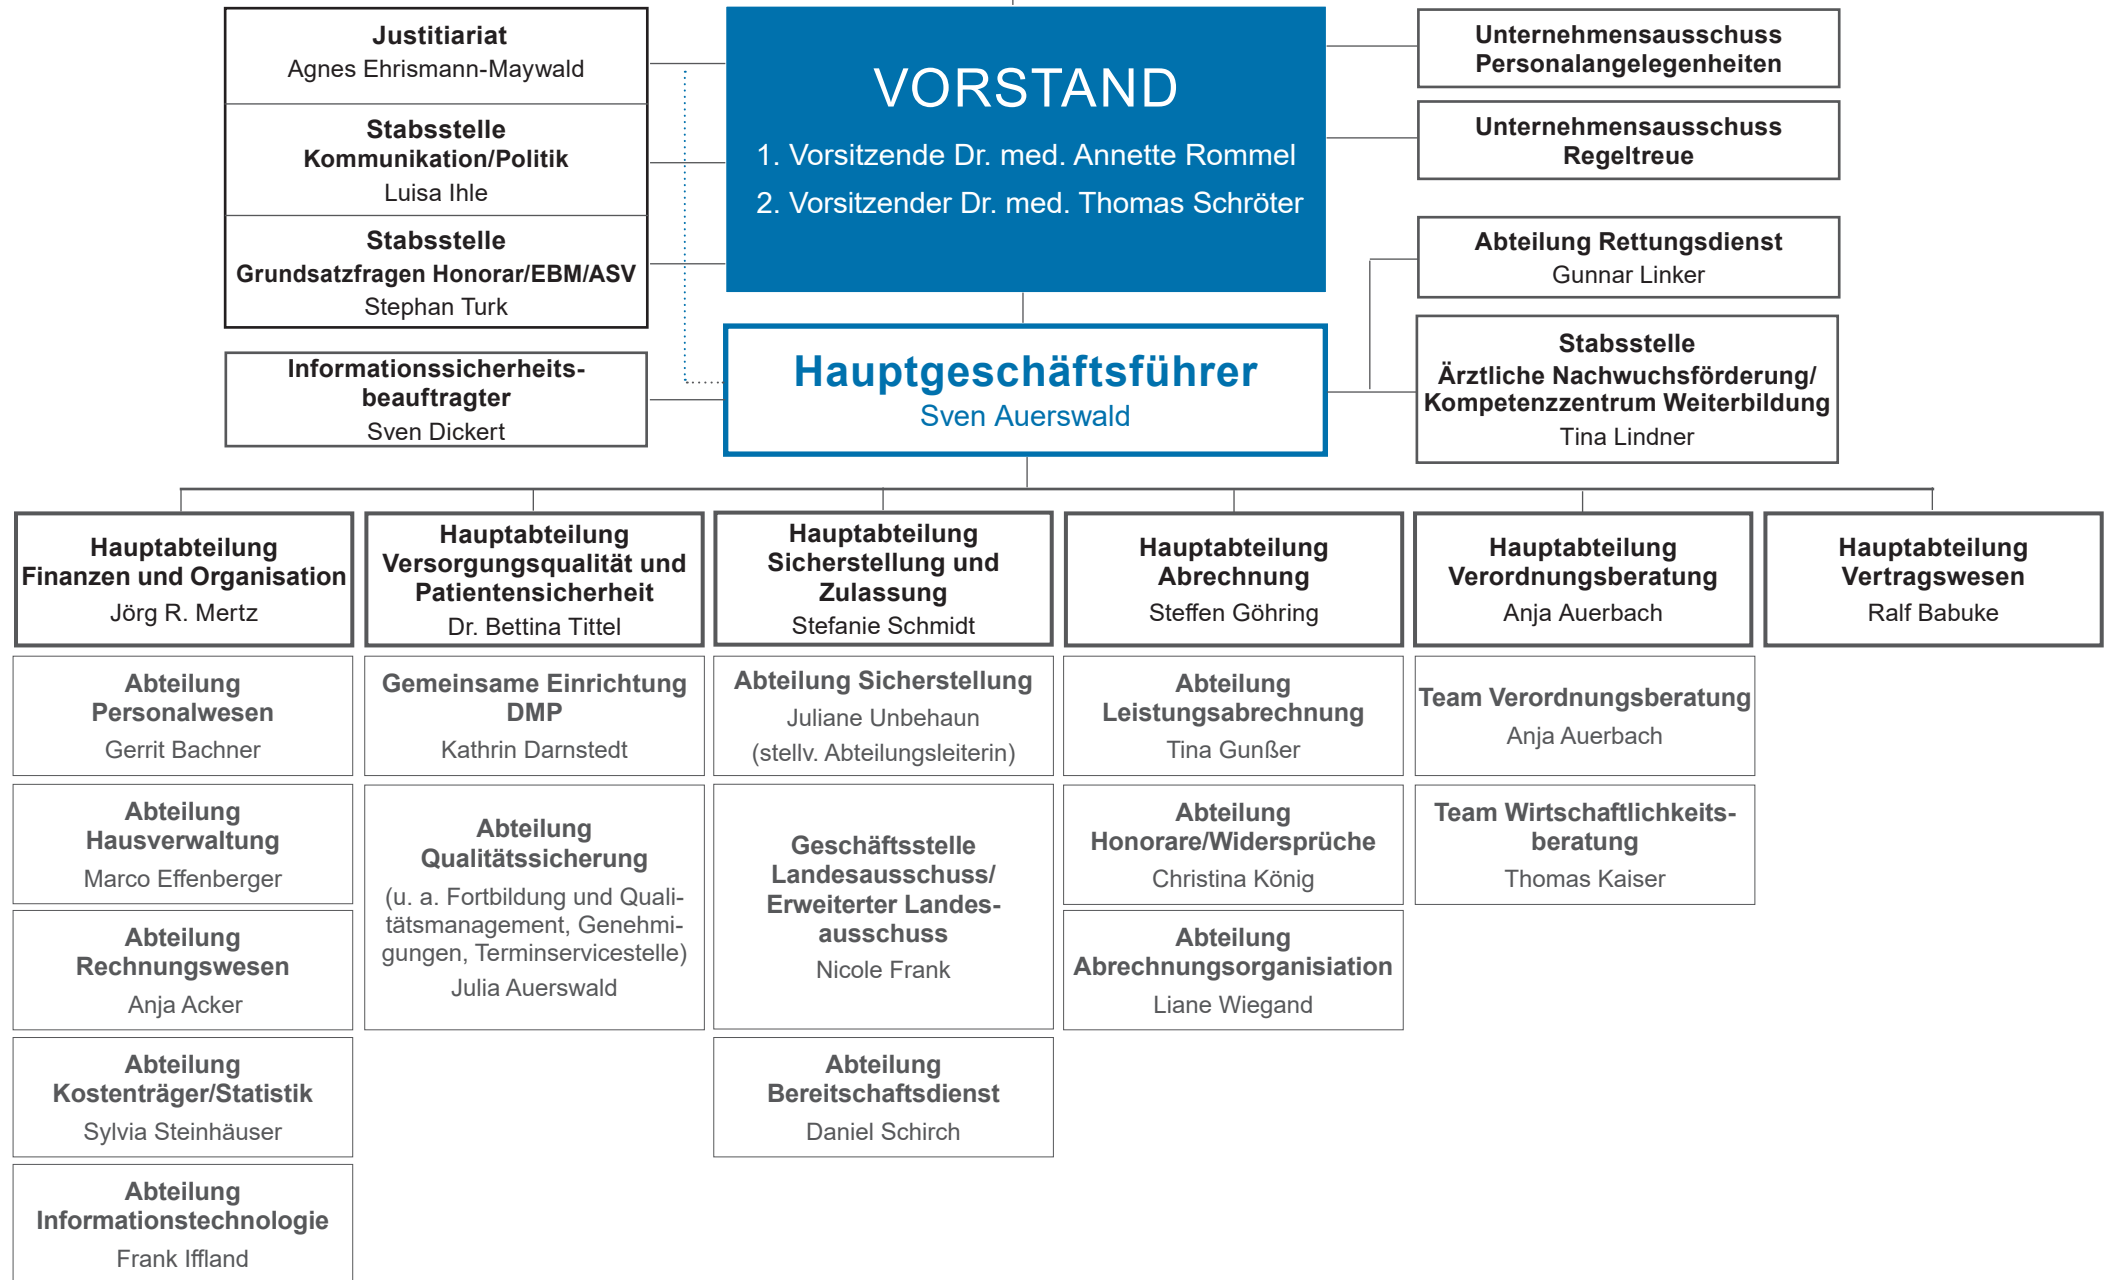 Justitiariat
Agnes Ehrismann-Maywald
Stabsstelle
Kommunikation/Politik
Luisa Ihle
Stabsstelle
Grundsatzfragen Honorar/EBM/ASV
Stephan Turk
Informationssicherheits-
beauftragter
Sven Dickert
VORSTAND
1. Vorsitzende Dr. med. Annette Rommel
2. Vorsitzender Dr. med. Thomas Schröter
Hauptgeschäftsführer
Sven Auerswald
Unternehmensausschuss
Personalangelegenheiten
Unternehmensausschuss
Regeltreue
Abteilung Rettungsdienst
Gunnar Linker
Stabsstelle
Ärztliche Nachwuchsförderung/
Kompetenzzentrum Weiterbildung
Tina Lindner
Hauptabteilung
Finanzen und Organisation
Jörg R. Mertz
Abteilung
Personalwesen
Gerrit Bachner
Abteilung
Hausverwaltung
Marco Effenberger
Abteilung
Rechnungswesen
Anja Acker
Abteilung
Kostenträger/Statistik
Sylvia Steinhäuser
Abteilung
Informationstechnologie
Frank Iffland
Hauptabteilung
Versorgungsqualität und
Patientensicherheit
Dr. Bettina Tittel
Gemeinsame Einrichtung
DMP
Kathrin Darnstedt
Abteilung
Qualitätssicherung
(u. a. Fortbildung und Quali-
tätsmanagement, Genehmi-
gungen, Terminservicestelle)
Julia Auerswald
Hauptabteilung
Sicherstellung und
Zulassung
Stefanie Schmidt
Abteilung Sicherstellung
Juliane Unbehaun
(stellv. Abteilungsleiterin)
Geschäftsstelle
Landesausschuss/
Erweiterter Landes-
ausschuss
Nicole Frank
Abteilung
Bereitschaftsdienst
Daniel Schirch
Hauptabteilung
Abrechnung
Steffen Göhring
Abteilung
Leistungsabrechnung
Tina Gunßer
Abteilung
Honorare/Widersprüche
Christina König
Abteilung
Abrechnungsorganisiation
Liane Wiegand
Hauptabteilung
Verordnungsberatung
Anja Auerbach
Team Verordnungsberatung
Anja Auerbach
Team Wirtschaftlichkeits-
beratung
Thomas Kaiser
Hauptabteilung
Vertragswesen
Ralf Babuke